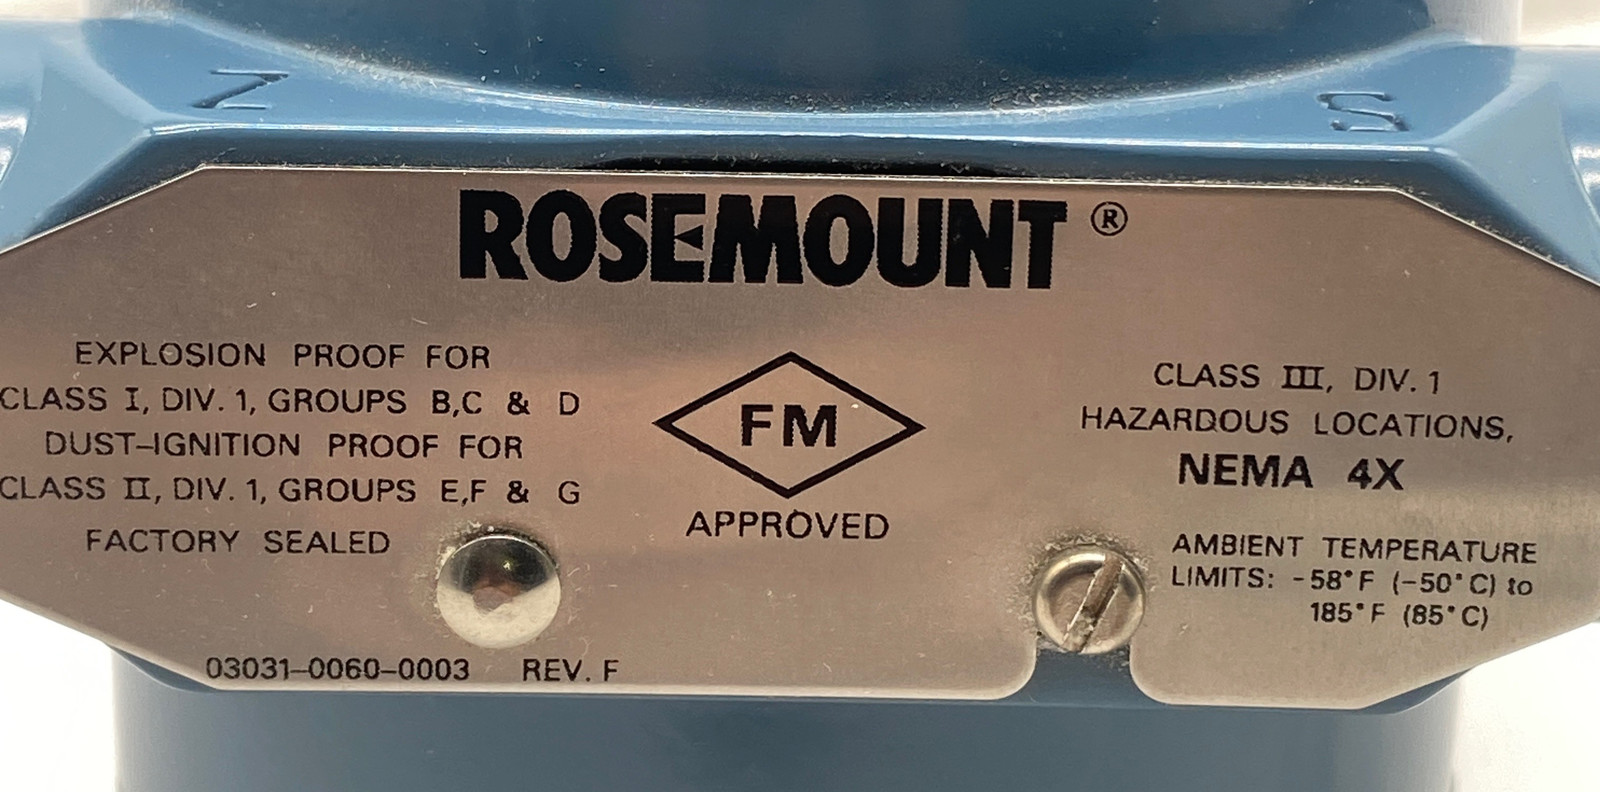 Z S
ROSEMOUNT ®
EXPLOSION PROOF FOR
CLASS I, DIV. 1, GROUPS B,C & D
DUST-IGNITION PROOF FOR
CLASS II, DIV. 1, GROUPS E,F & G
FACTORY SEALED
FM
APPROVED
CLASS III, DIV. 1
HAZARDOUS LOCATIONS,
NEMA 4X
AMBIENT TEMPERATURE
LIMITS: -58°F (-50°C) to
185°F (85°C)
03031-0060-0003 REV. F